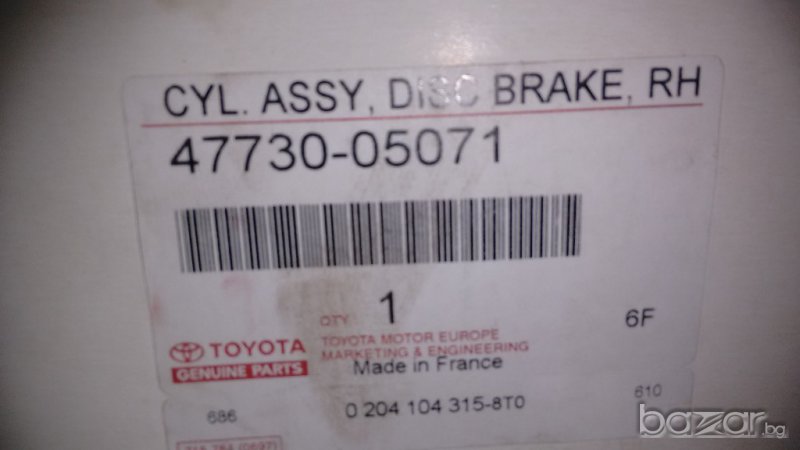 CYL. ASSY, DISC BRAKE, RH
47730-05071
QTY 1 6F
TOYOTA
GENUINE PARTS
TOYOTA MOTOR EUROPE
MARKETING & ENGINEERING
Made in France
686 0 204 104 315-8T0 610
bazar.bg